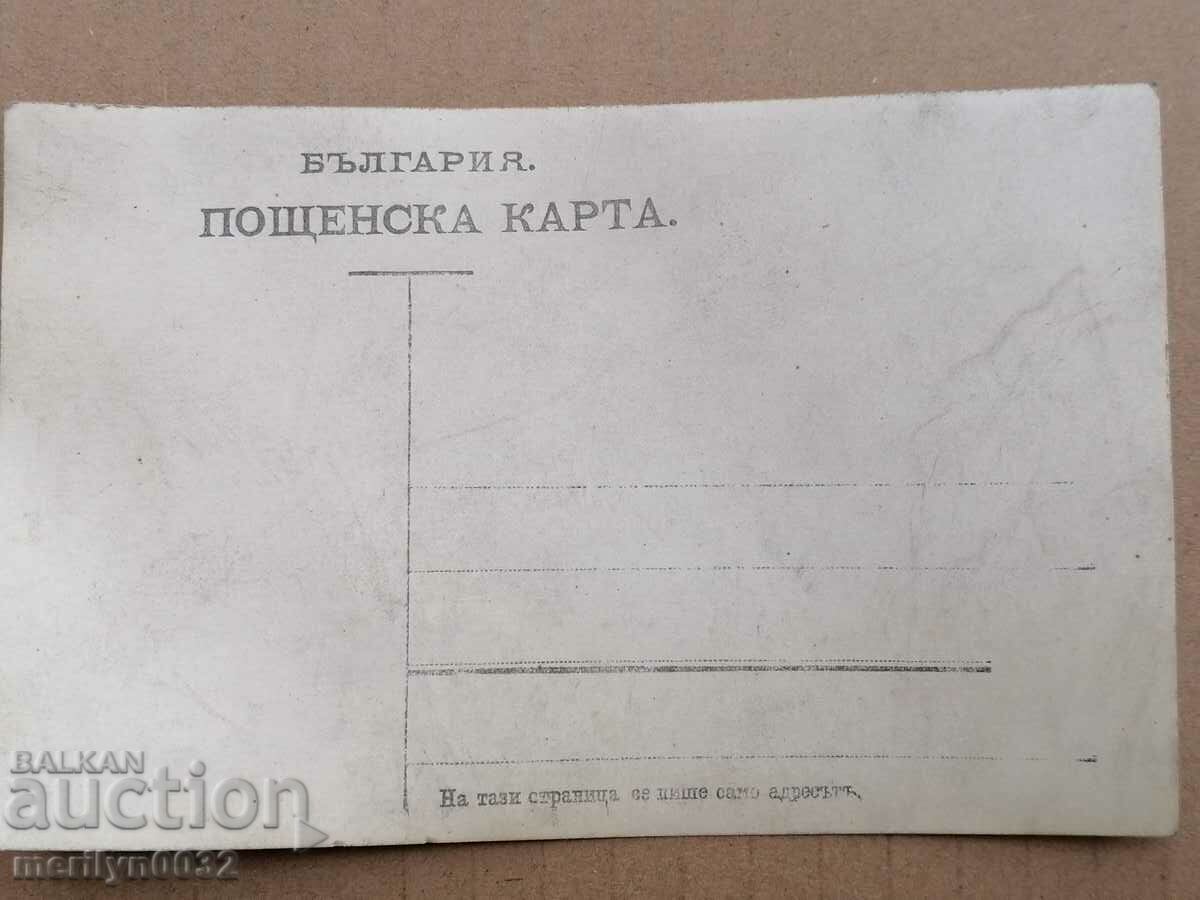 БЪЛГАРИЯ.
ПОЩЕНСКА КАРТА.
На тази страница се пише само адресътъ.
BALKAN
auction
merilyn0032